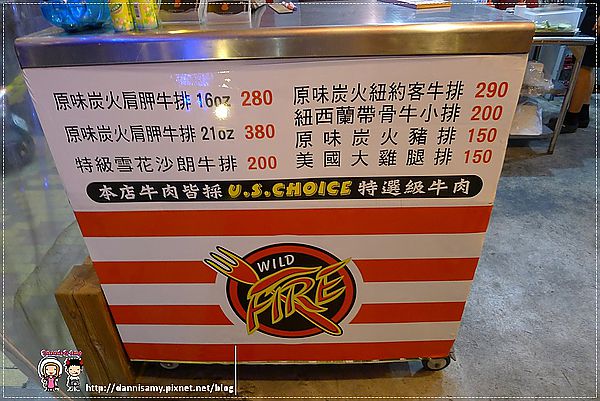 原味炭火肩胛牛排 16oz 280
原味炭火肩胛牛排 21oz 380
特級雪花沙朗牛排 200
原味炭火紐約客牛排 290
紐西蘭帶骨牛小排 200
原味炭火豬排 150
美國大雞腿排 150
本店牛肉皆採 U.S.CHOICE 特選級牛肉
WILD
FIRE
http://dannisamy.pixnet.net/blog